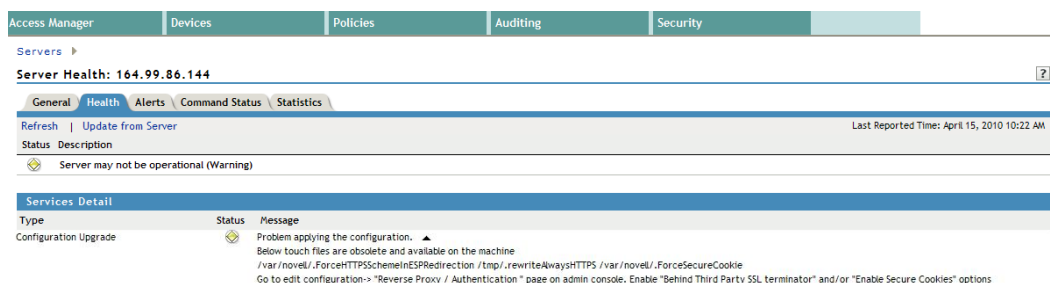 Access Manager Devices Policies Auditing Security
Servers
Server Health: 164.99.86.144 ?
General Health Alerts Command Status Statistics
Refresh | Update from Server Last Reported Time: April 15, 2010 10:22 AM
Status Description
Server may not be operational (Warning)
Services Detail
Type Status Message
Configuration Upgrade Problem applying the configuration.
Below touch files are obsolete and available on the machine
/var/novell/.ForceHTTPSSchemeInESPRedirection /tmp/.rewriteAlwaysHTTPS /var/novell/.ForceSecureCookie
Go to edit configuration-> "Reverse Proxy / Authentication " page on admin console. Enable "Behind Third Party SSL terminator" and/or "Enable Secure Cookies" options